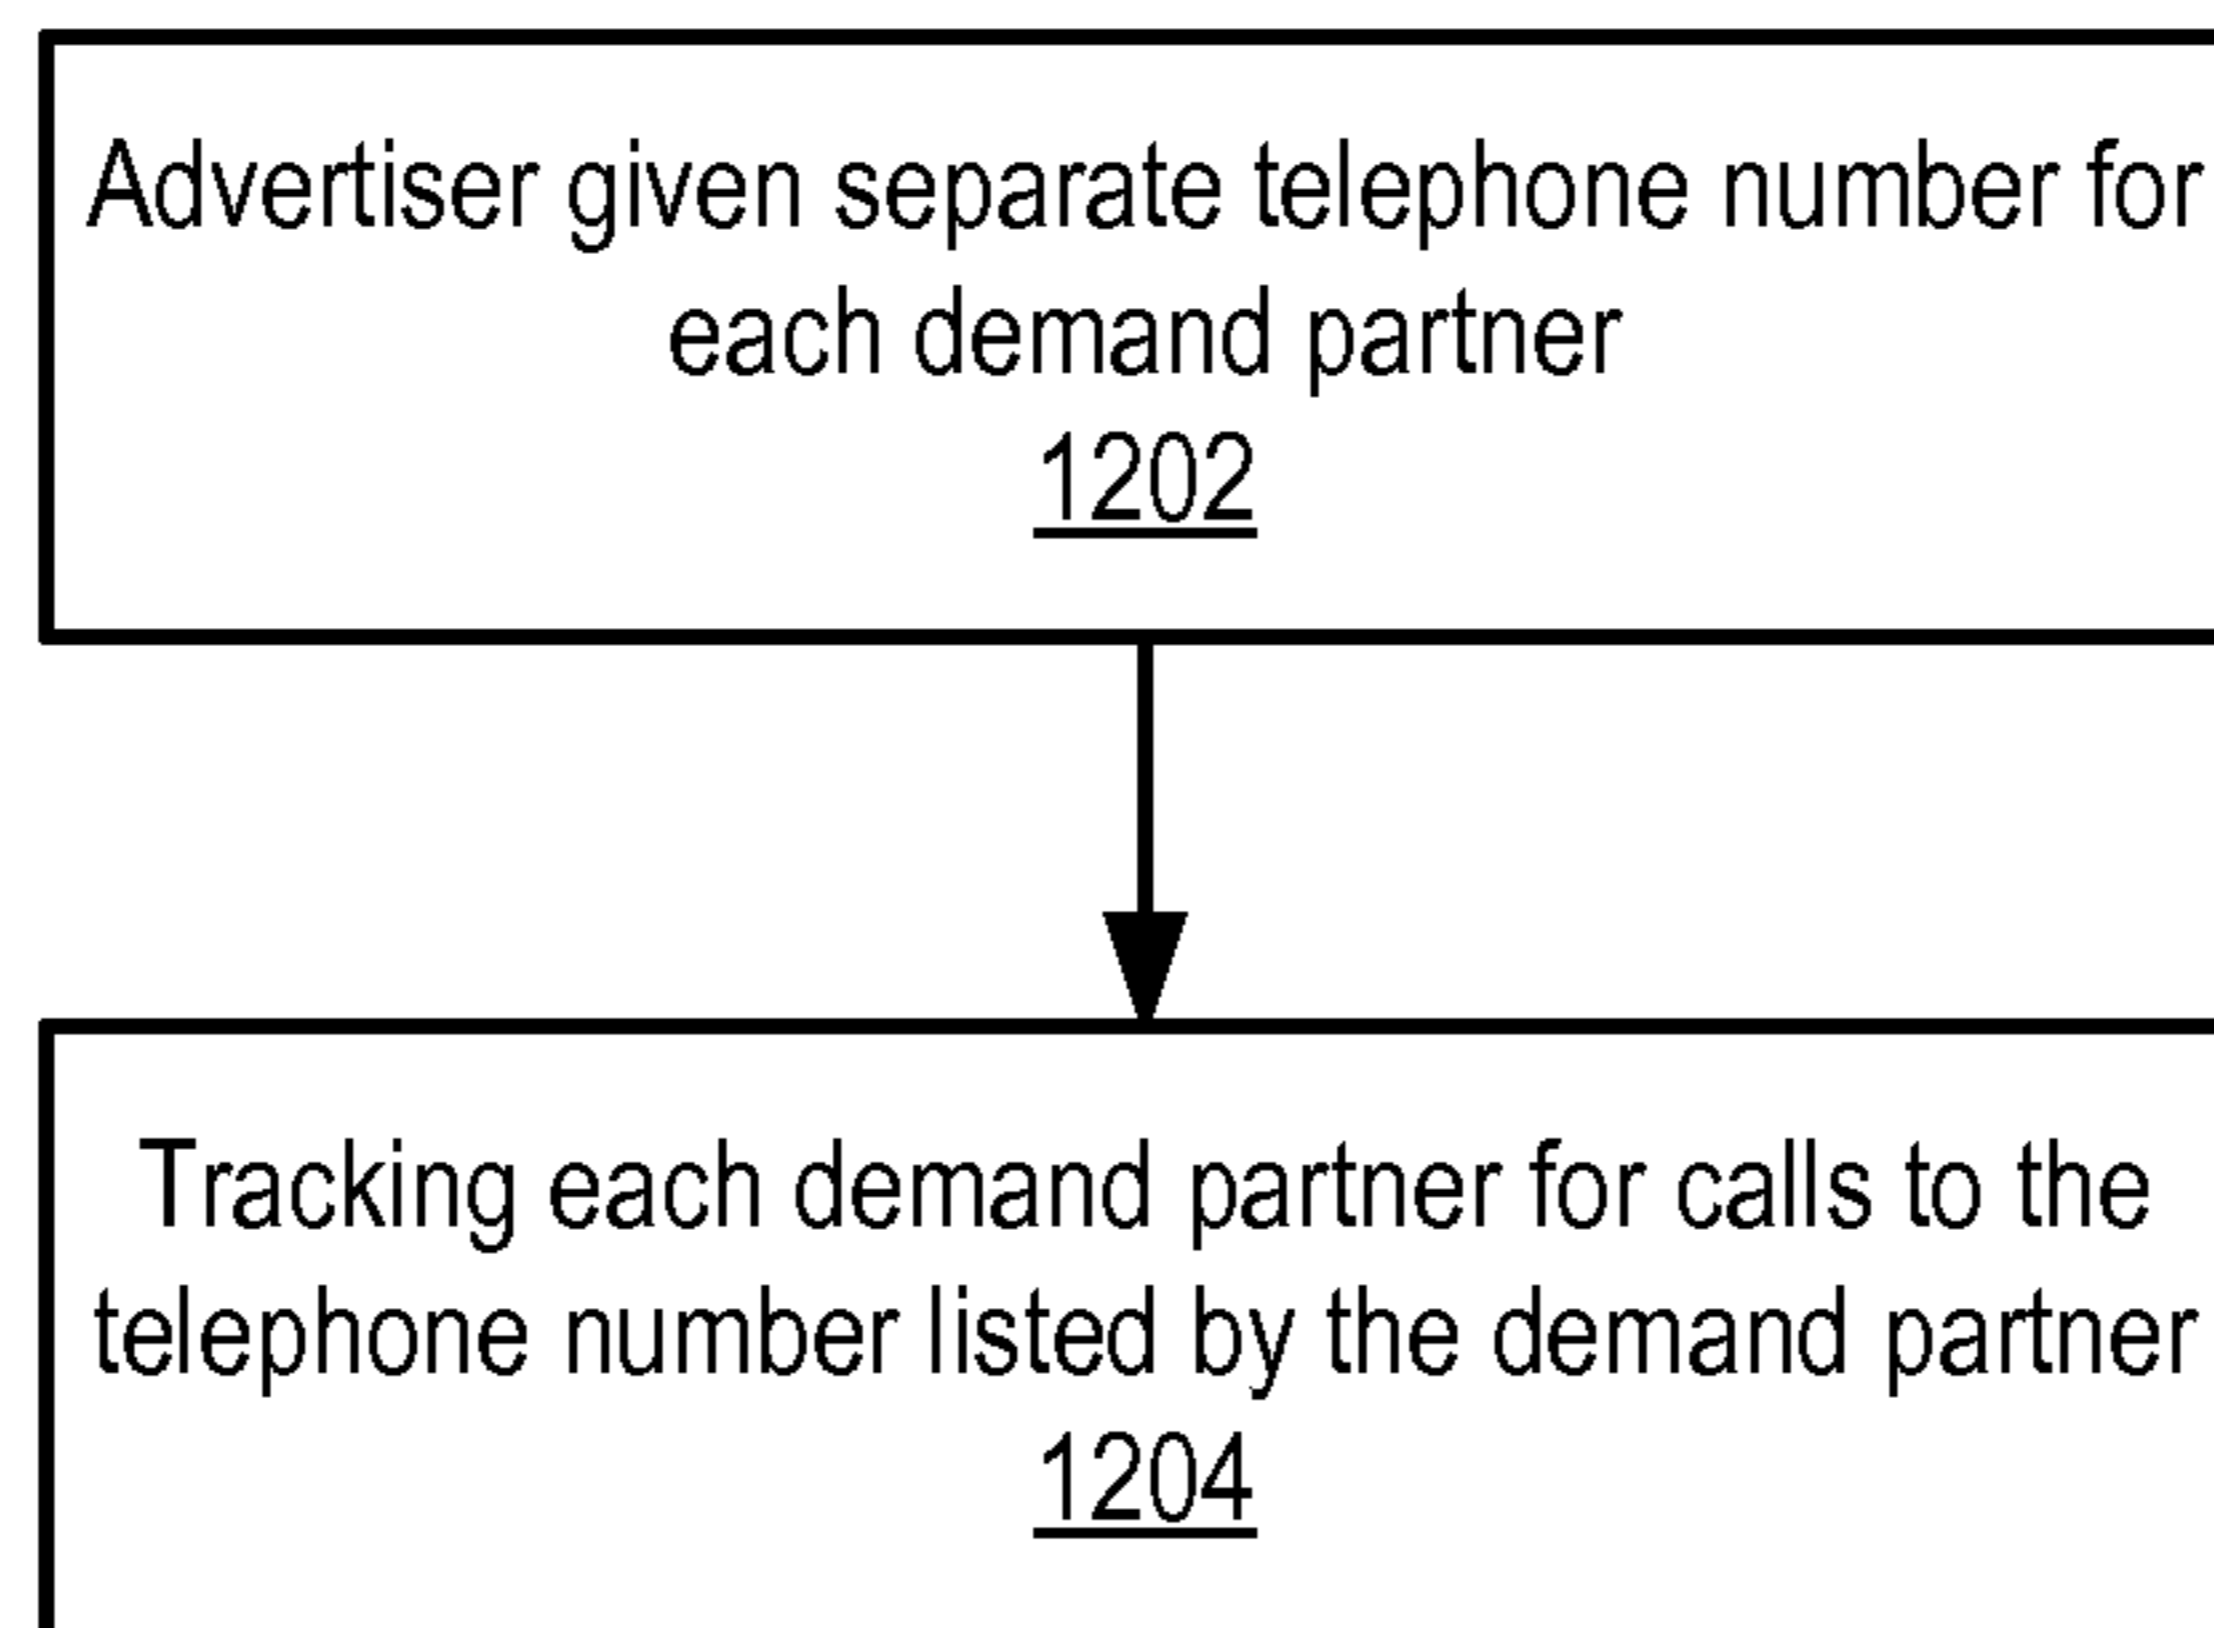 Advertiser given separate telephone number for
each demand partner
1202
Tracking each demand partner for calls to the
telephone number listed by the demand partner
1204